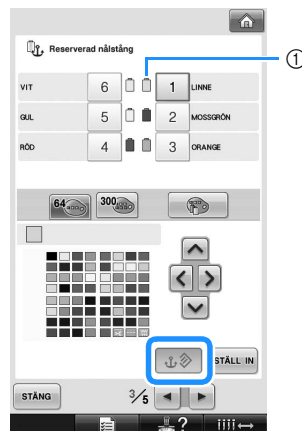 Reserverad nålstång
①
VIT 6 1 LINNE
GUL 5 2 MOSSGRÖN
RÖD 4 3 ORANGE
64 300
STÄLL IN
STÄNG 3/5
?